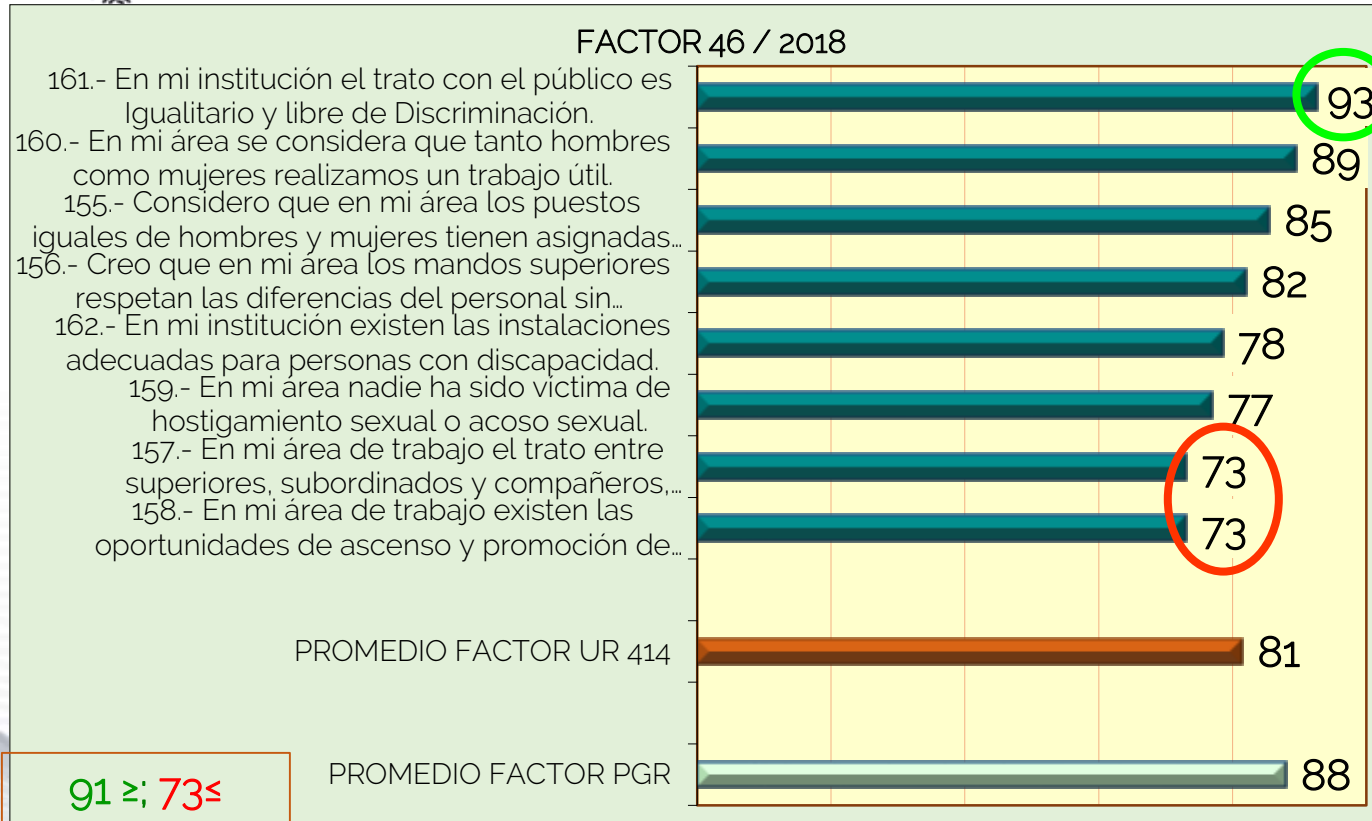 FACTOR 46 / 2018
161.- En mi institución el trato con el público es
Igualitario y libre de Discriminación.
93
160.- En mi área se considera que tanto hombres
como mujeres realizamos un trabajo útil.
89
155.- Considero que en mi área los puestos
iguales de hombres y mujeres tienen asignadas...
85
156.- Creo que en mi área los mandos superiores
respetan las diferencias del personal sin...
82
162.- En mi institución existen las instalaciones
adecuadas para personas con discapacidad.
78
159.- En mi área nadie ha sido víctima de
hostigamiento sexual o acoso sexual.
77
157.- En mi área de trabajo el trato entre
superiores, subordinados y compañeros,...
73
158.- En mi área de trabajo existen las
oportunidades de ascenso y promoción de...
73
PROMEDIO FACTOR UR 414
81
PROMEDIO FACTOR PGR
88
91 ≥; 73≤